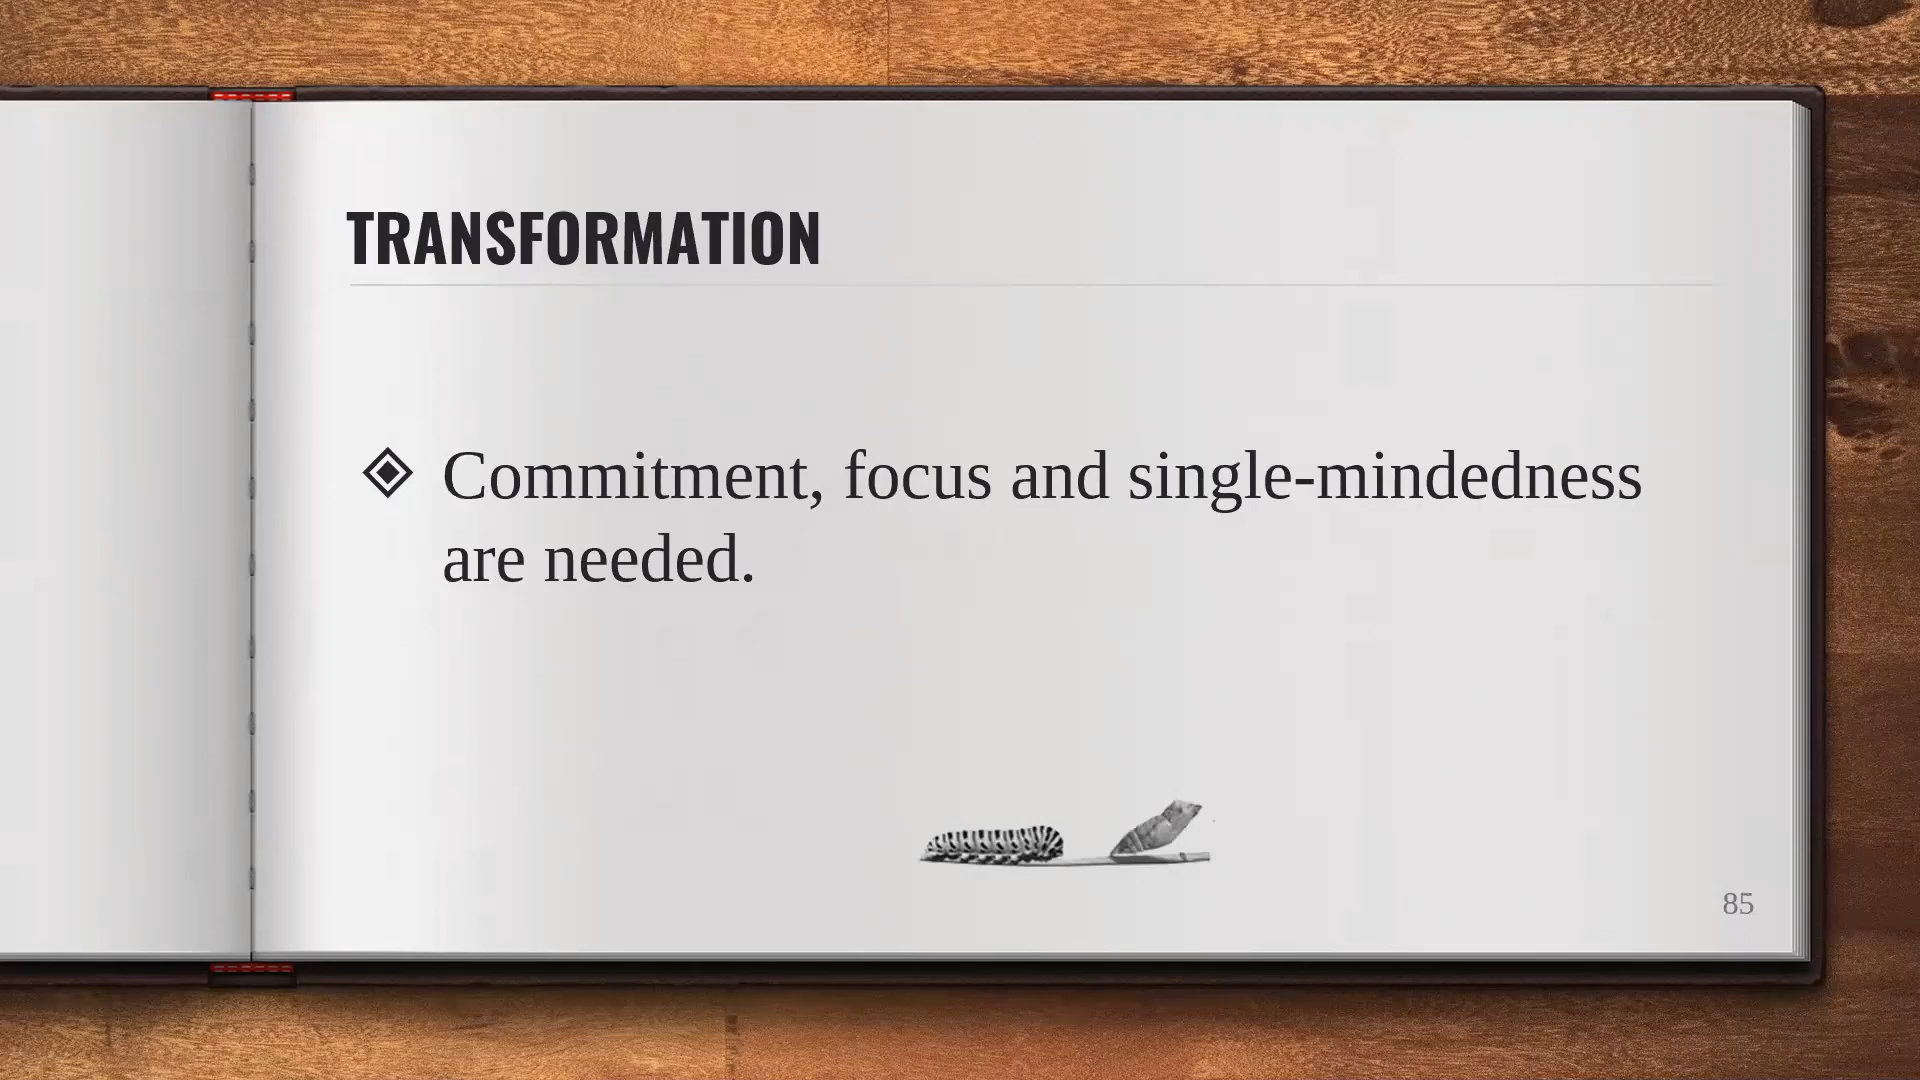 TRANSFORMATION
Commitment, focus and single-mindedness
are needed.
85